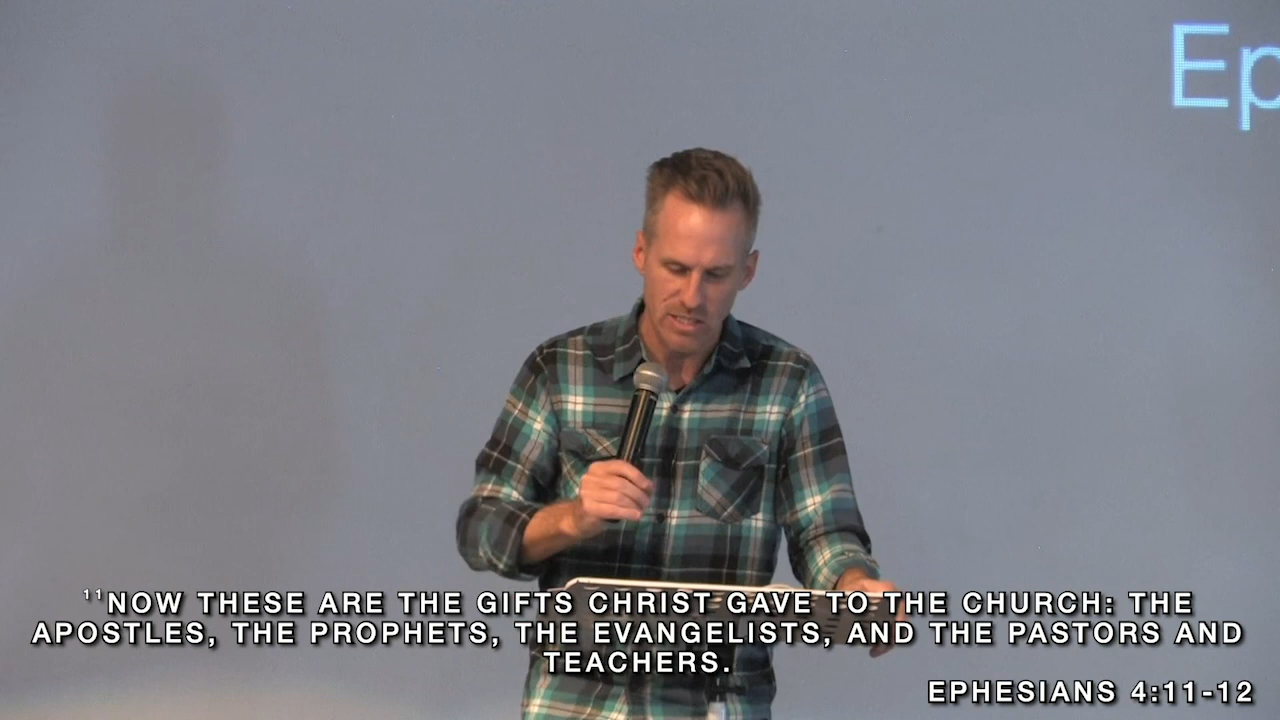 Ep
¹¹NOW THESE ARE THE GIFTS CHRIST GAVE TO THE CHURCH: THE
APOSTLES, THE PROPHETS, THE EVANGELISTS, AND THE PASTORS AND
TEACHERS.
EPHESIANS 4:11-12